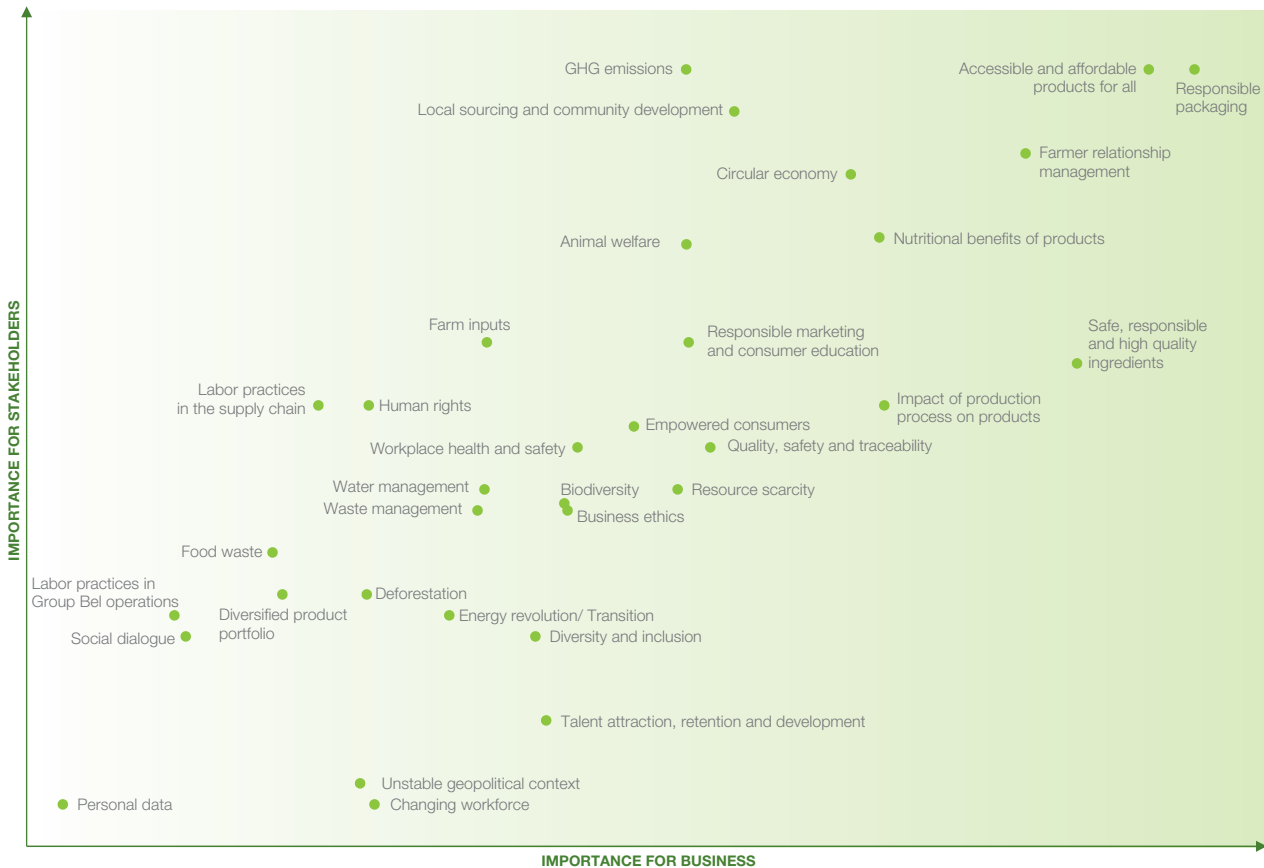 GHG emissions
Accessible and affordable
products for all
Responsible
packaging
Local sourcing and community development
Farmer relationship
management
Circular economy
Animal welfare
Nutritional benefits of products
Farm inputs
Responsible marketing
and consumer education
Safe, responsible
and high quality
ingredients
Labor practices
in the supply chain
Human rights
Impact of production
process on products
Empowered consumers
Workplace health and safety
Quality, safety and traceability
Water management
Biodiversity
Resource scarcity
Waste management
Business ethics
Food waste
Labor practices in
Group Bel operations
Diversified product
portfolio
Deforestation
Energy revolution/ Transition
Social dialogue
Diversity and inclusion
Talent attraction, retention and development
Unstable geopolitical context
Personal data
Changing workforce
IMPORTANCE FOR STAKEHOLDERS
IMPORTANCE FOR BUSINESS